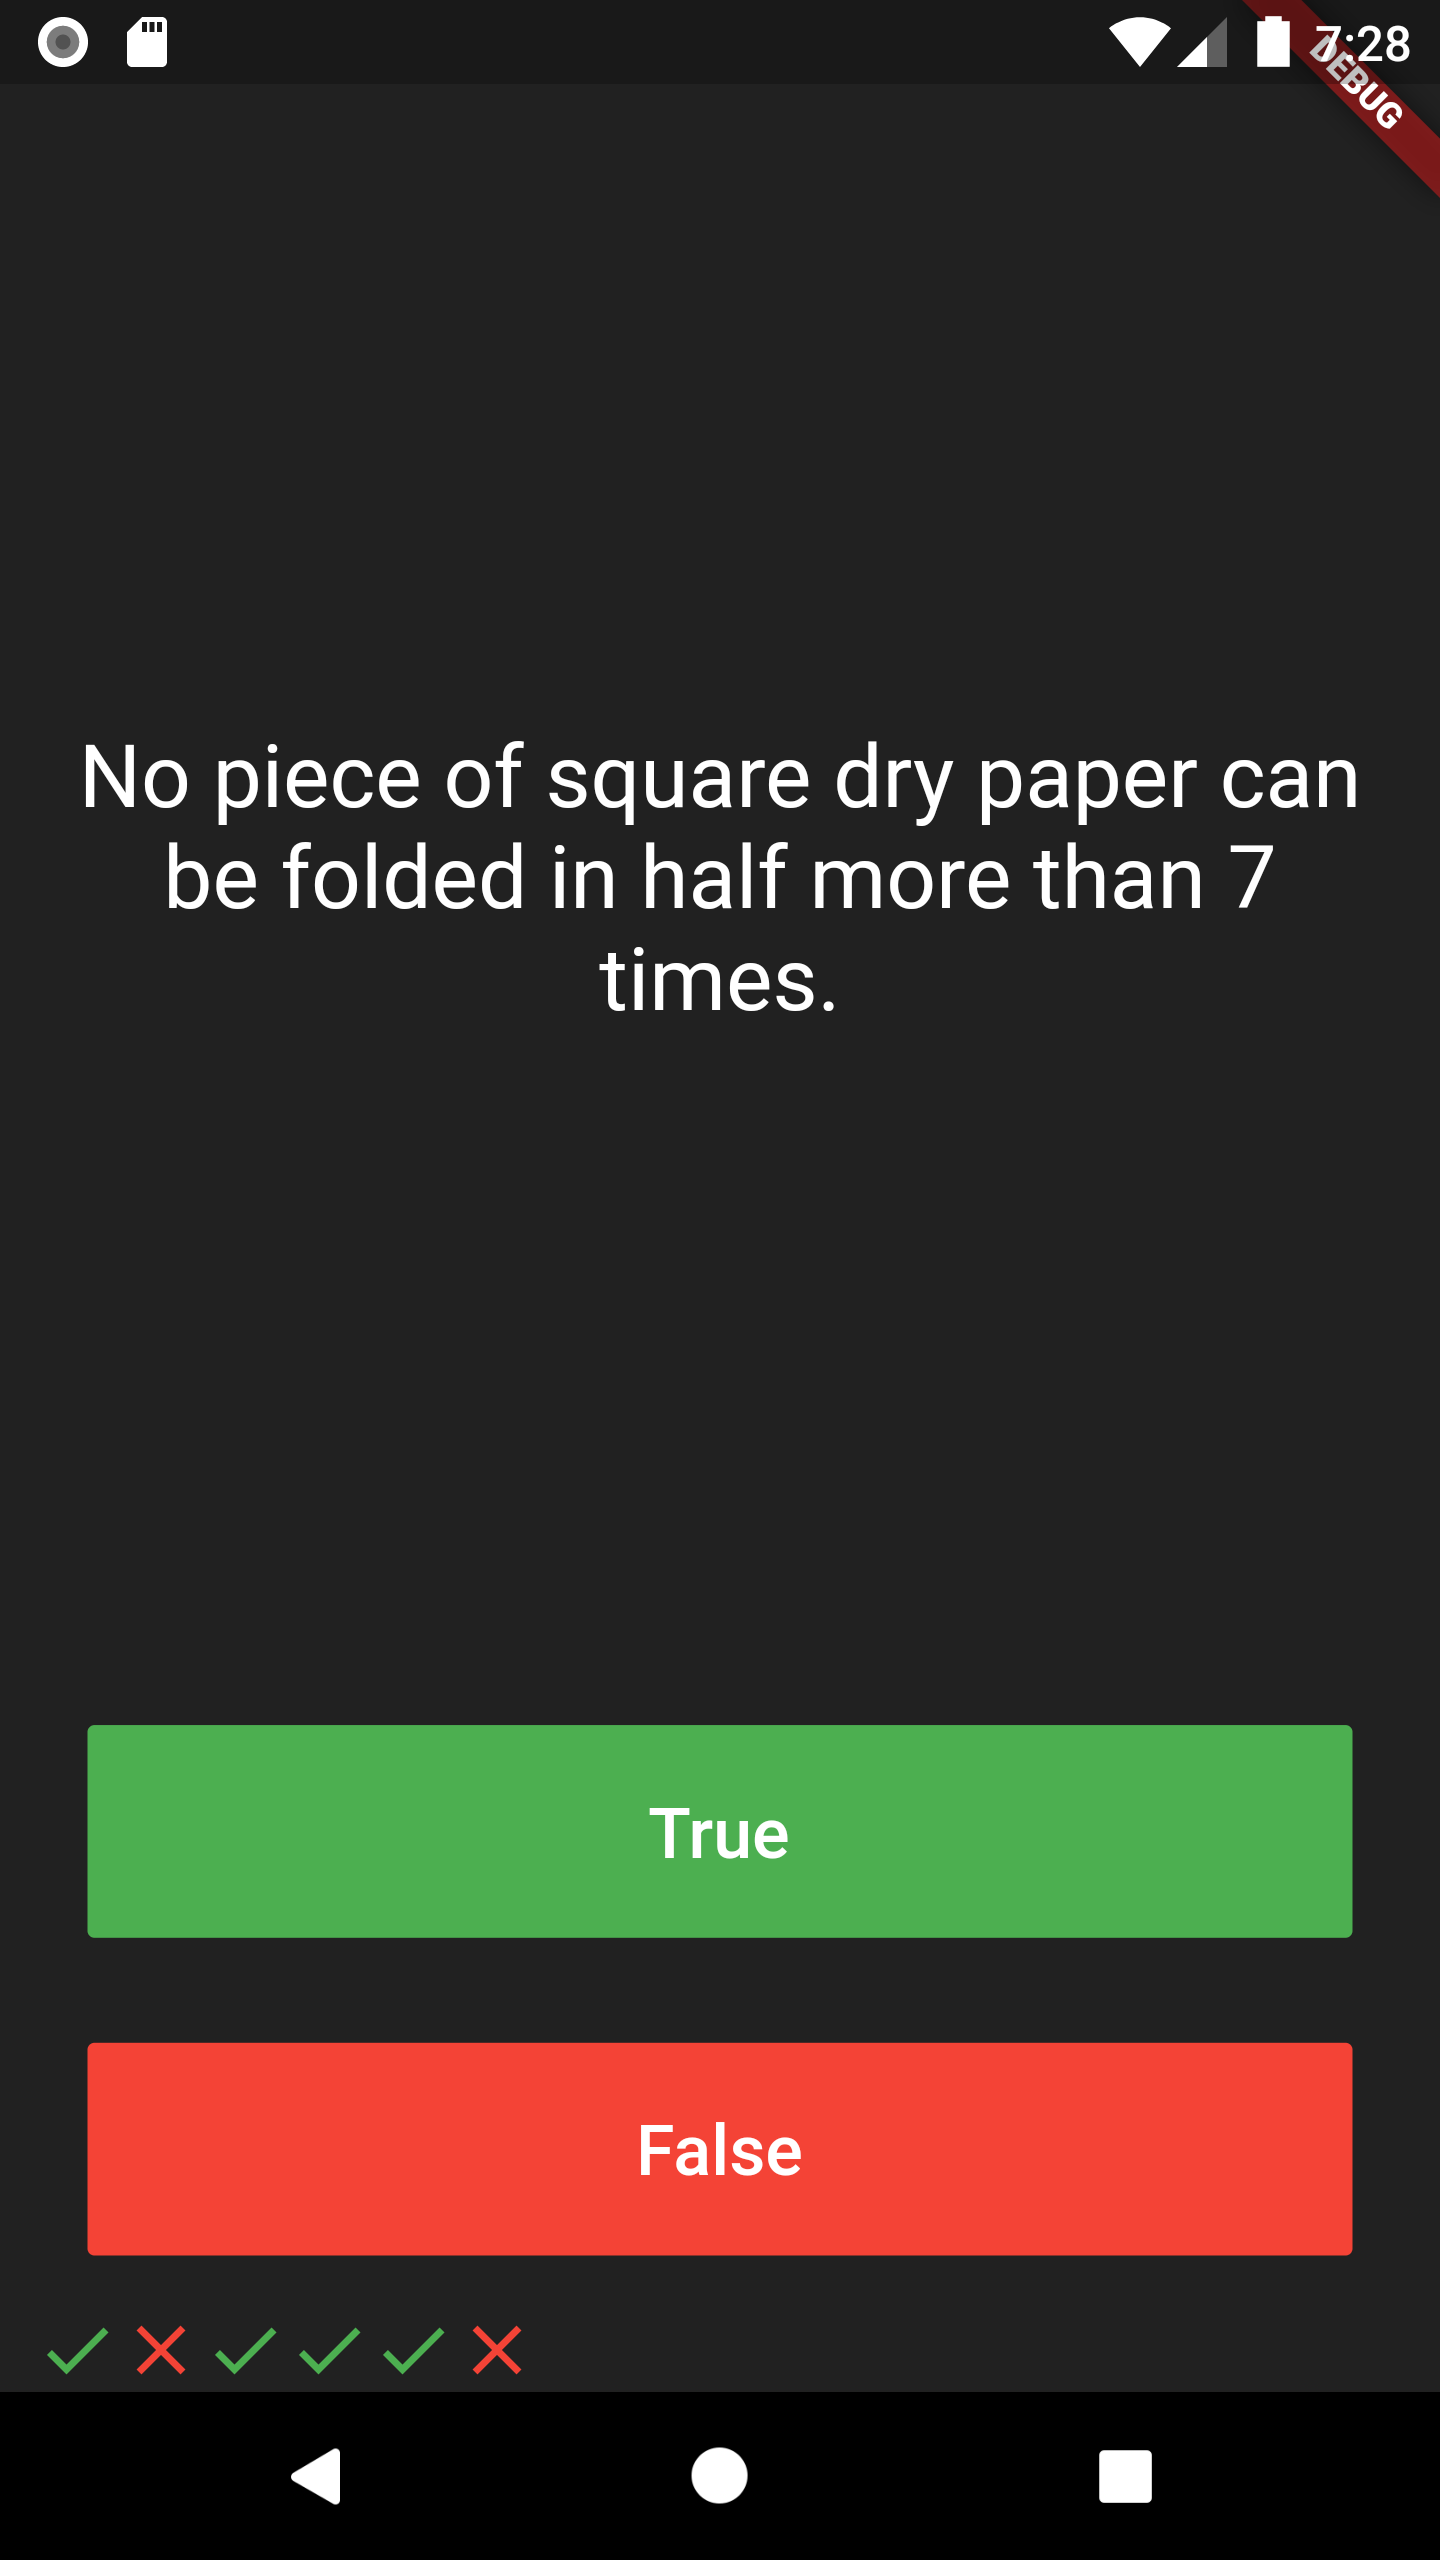 7:28
DEBUG
No piece of square dry paper can
be folded in half more than 7
times.
True
False